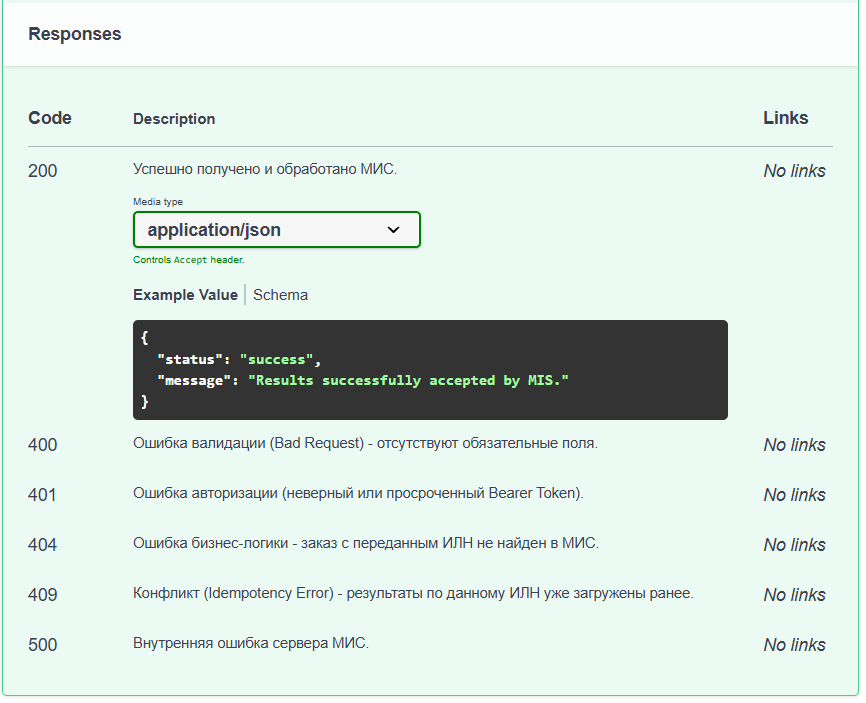 Responses
Code Description Links
200 Успешно получено и обработано МИС. No links
Media type
application/json
Controls Accept header.
Example Value Schema
{
"status": "success",
"message": "Results successfully accepted by MIS."
}
400 Ошибка валидации (Bad Request) - отсутствуют обязательные поля. No links
401 Ошибка авторизации (неверный или просроченный Bearer Token). No links
404 Ошибка бизнес-логики - заказ с переданным ИЛН не найден в МИС. No links
409 Конфликт (Idempotency Error) - результаты по данному ИЛН уже загружены ранее. No links
500 Внутренняя ошибка сервера МИС. No links